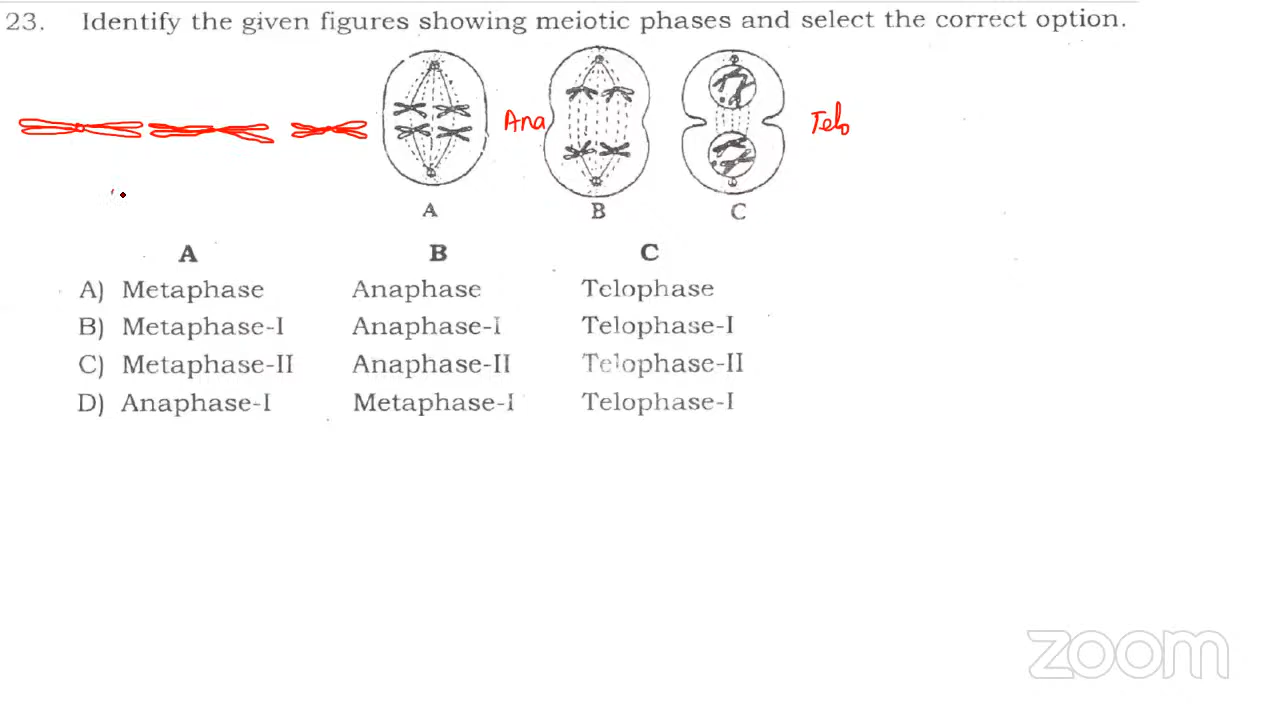 23. Identify the given figures showing meiotic phases and select the correct option.
Ana
Telo
A B C
A B C
A) Metaphase Anaphase Telophase
B) Metaphase-I Anaphase-I Telophase-I
C) Metaphase-II Anaphase-II Telophase-II
D) Anaphase-I Metaphase-I Telophase-I
zoom